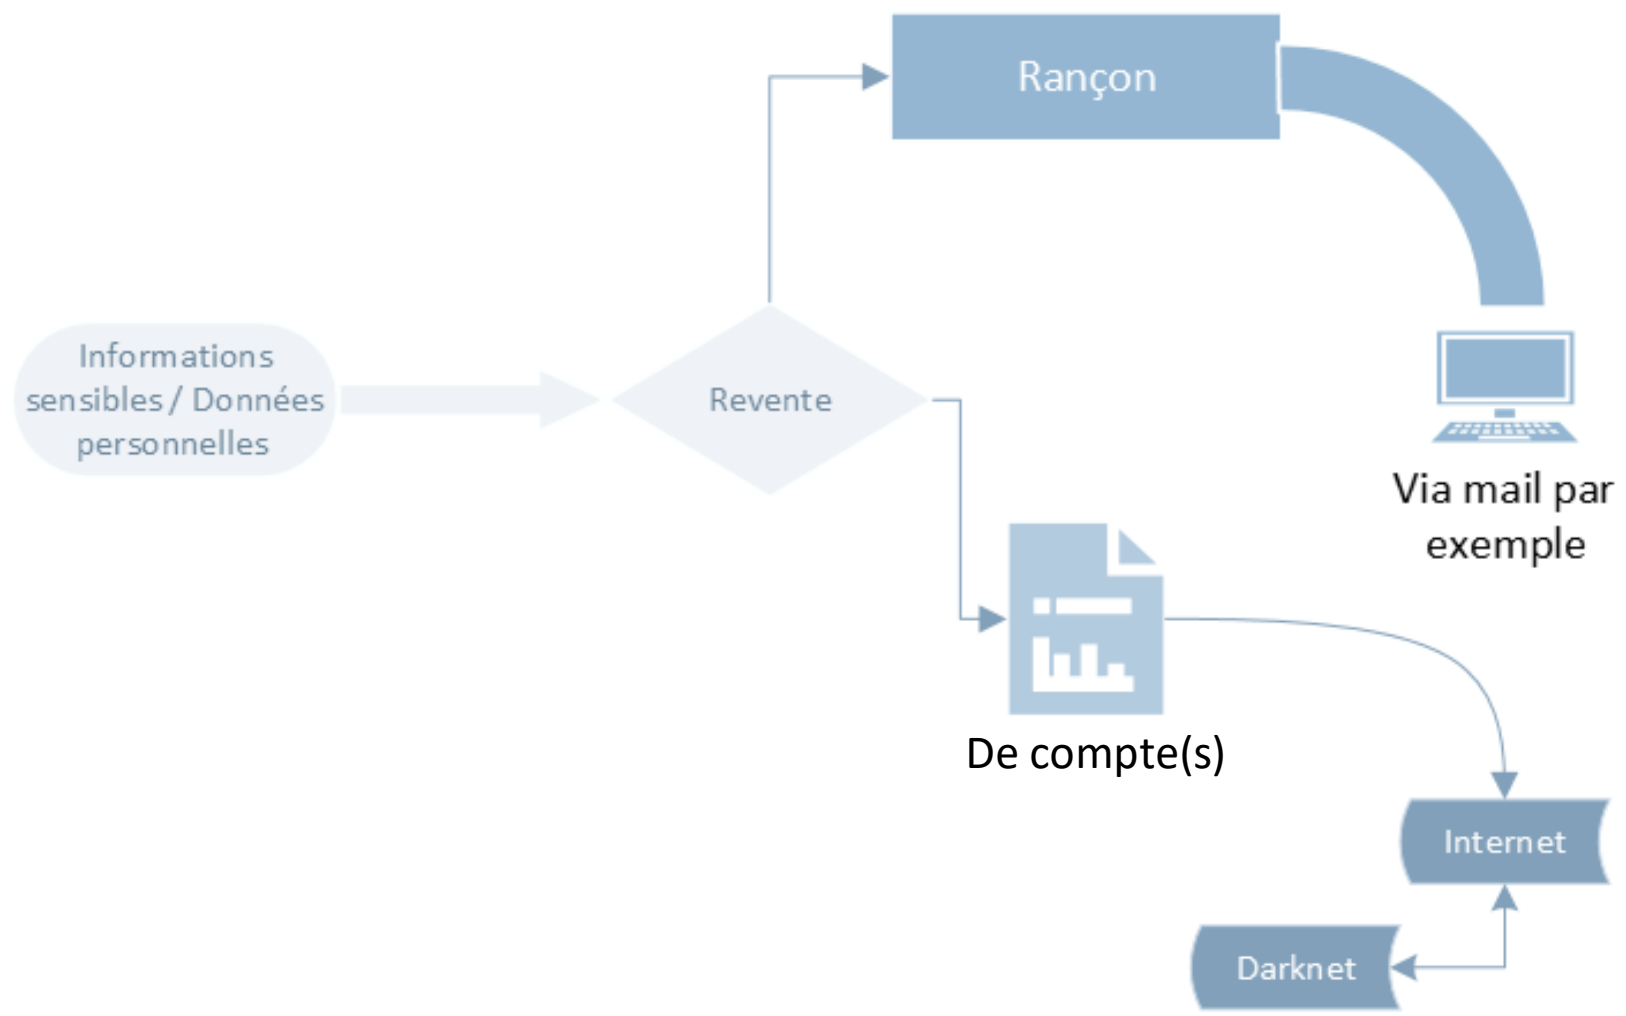 Rançon
Informations
sensibles / Données
personnelles
Revente
Via mail par
exemple
De compte(s)
Internet
Darknet